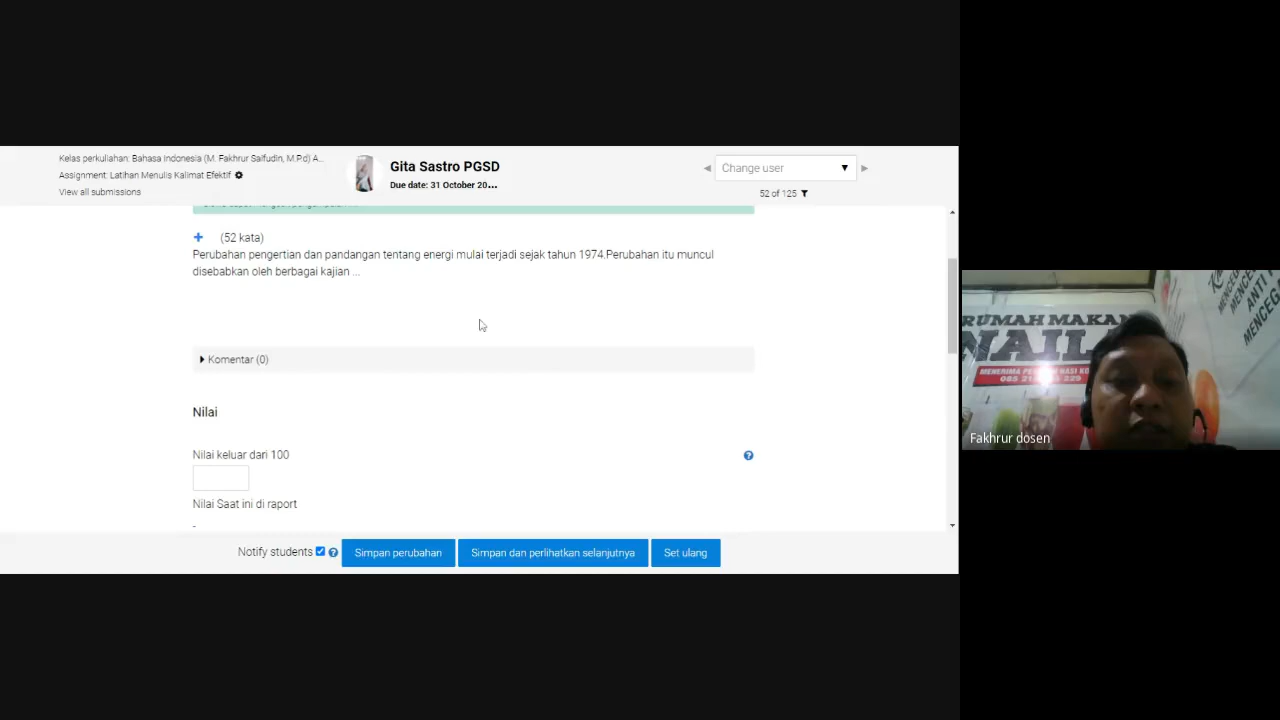 Kelas perkuliahan: Bahasa Indonesia (M. Fakhrur Saifudin, M.Pd) A...
Assignment: Latihan Menulis Kalimat Efektif
View all submissions
Gita Sastro PGSD
Due date: 31 October 20...
Change user
52 of 125
(52 kata)
Perubahan pengertian dan pandangan tentang energi mulai terjadi sejak tahun 1974.Perubahan itu muncul
disebabkan oleh berbagai kajian ...
Komentar (0)
Nilai
Nilai keluar dari 100
Nilai Saat ini di raport
-
Notify students
Simpan perubahan
Simpan dan perlihatkan selanjutnya
Set ulang
RUMAH MAKAN
NAILA
MENERIMA
ANTI
Fakhrur dosen